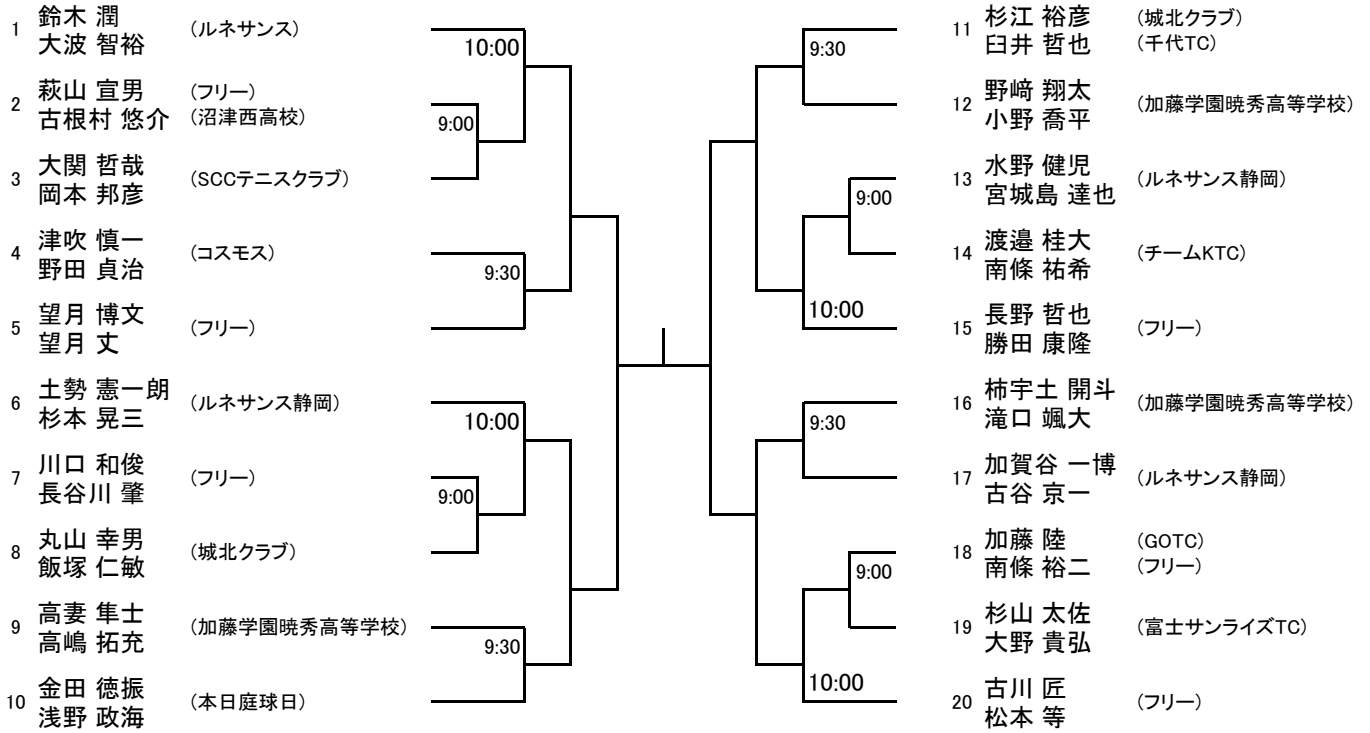 1 鈴木 潤 (ルネサンス)
大波 智裕
10:00
2 萩山 宣男 (フリー)
古根村 悠介 (沼津西高校)
9:00
3 大関 哲哉 (SCCテニスクラブ)
岡本 邦彦
4 津吹 慎一 (コスモス)
野田 貞治
9:30
5 望月 博文 (フリー)
望月 丈
6 土勢 憲一朗 (ルネサンス静岡)
杉本 晃三
10:00
7 川口 和俊 (フリー)
長谷川 肇
9:00
8 丸山 幸男 (城北クラブ)
飯塚 仁敏
9 高妻 隼士 (加藤学園暁秀高等学校)
高嶋 拓充
9:30
10 金田 徳振 (本日庭球日)
浅野 政海
11 杉江 裕彦 (城北クラブ)
臼井 哲也 (千代TC)
9:30
12 野﨑 翔太 (加藤学園暁秀高等学校)
小野 喬平
13 水野 健児 (ルネサンス静岡)
宮城島 達也
9:00
14 渡邉 桂大 (チームKTC)
南條 祐希
10:00
15 長野 哲也 (フリー)
勝田 康隆
16 柿宇土 開斗 (加藤学園暁秀高等学校)
滝口 颯大
9:30
17 加賀谷 一博 (ルネサンス静岡)
古谷 京一
18 加藤 陸 (GOTC)
南條 裕二 (フリー)
9:00
19 杉山 太佐 (富士サンライズTC)
大野 貴弘
10:00
20 古川 匠 (フリー)
松本 等